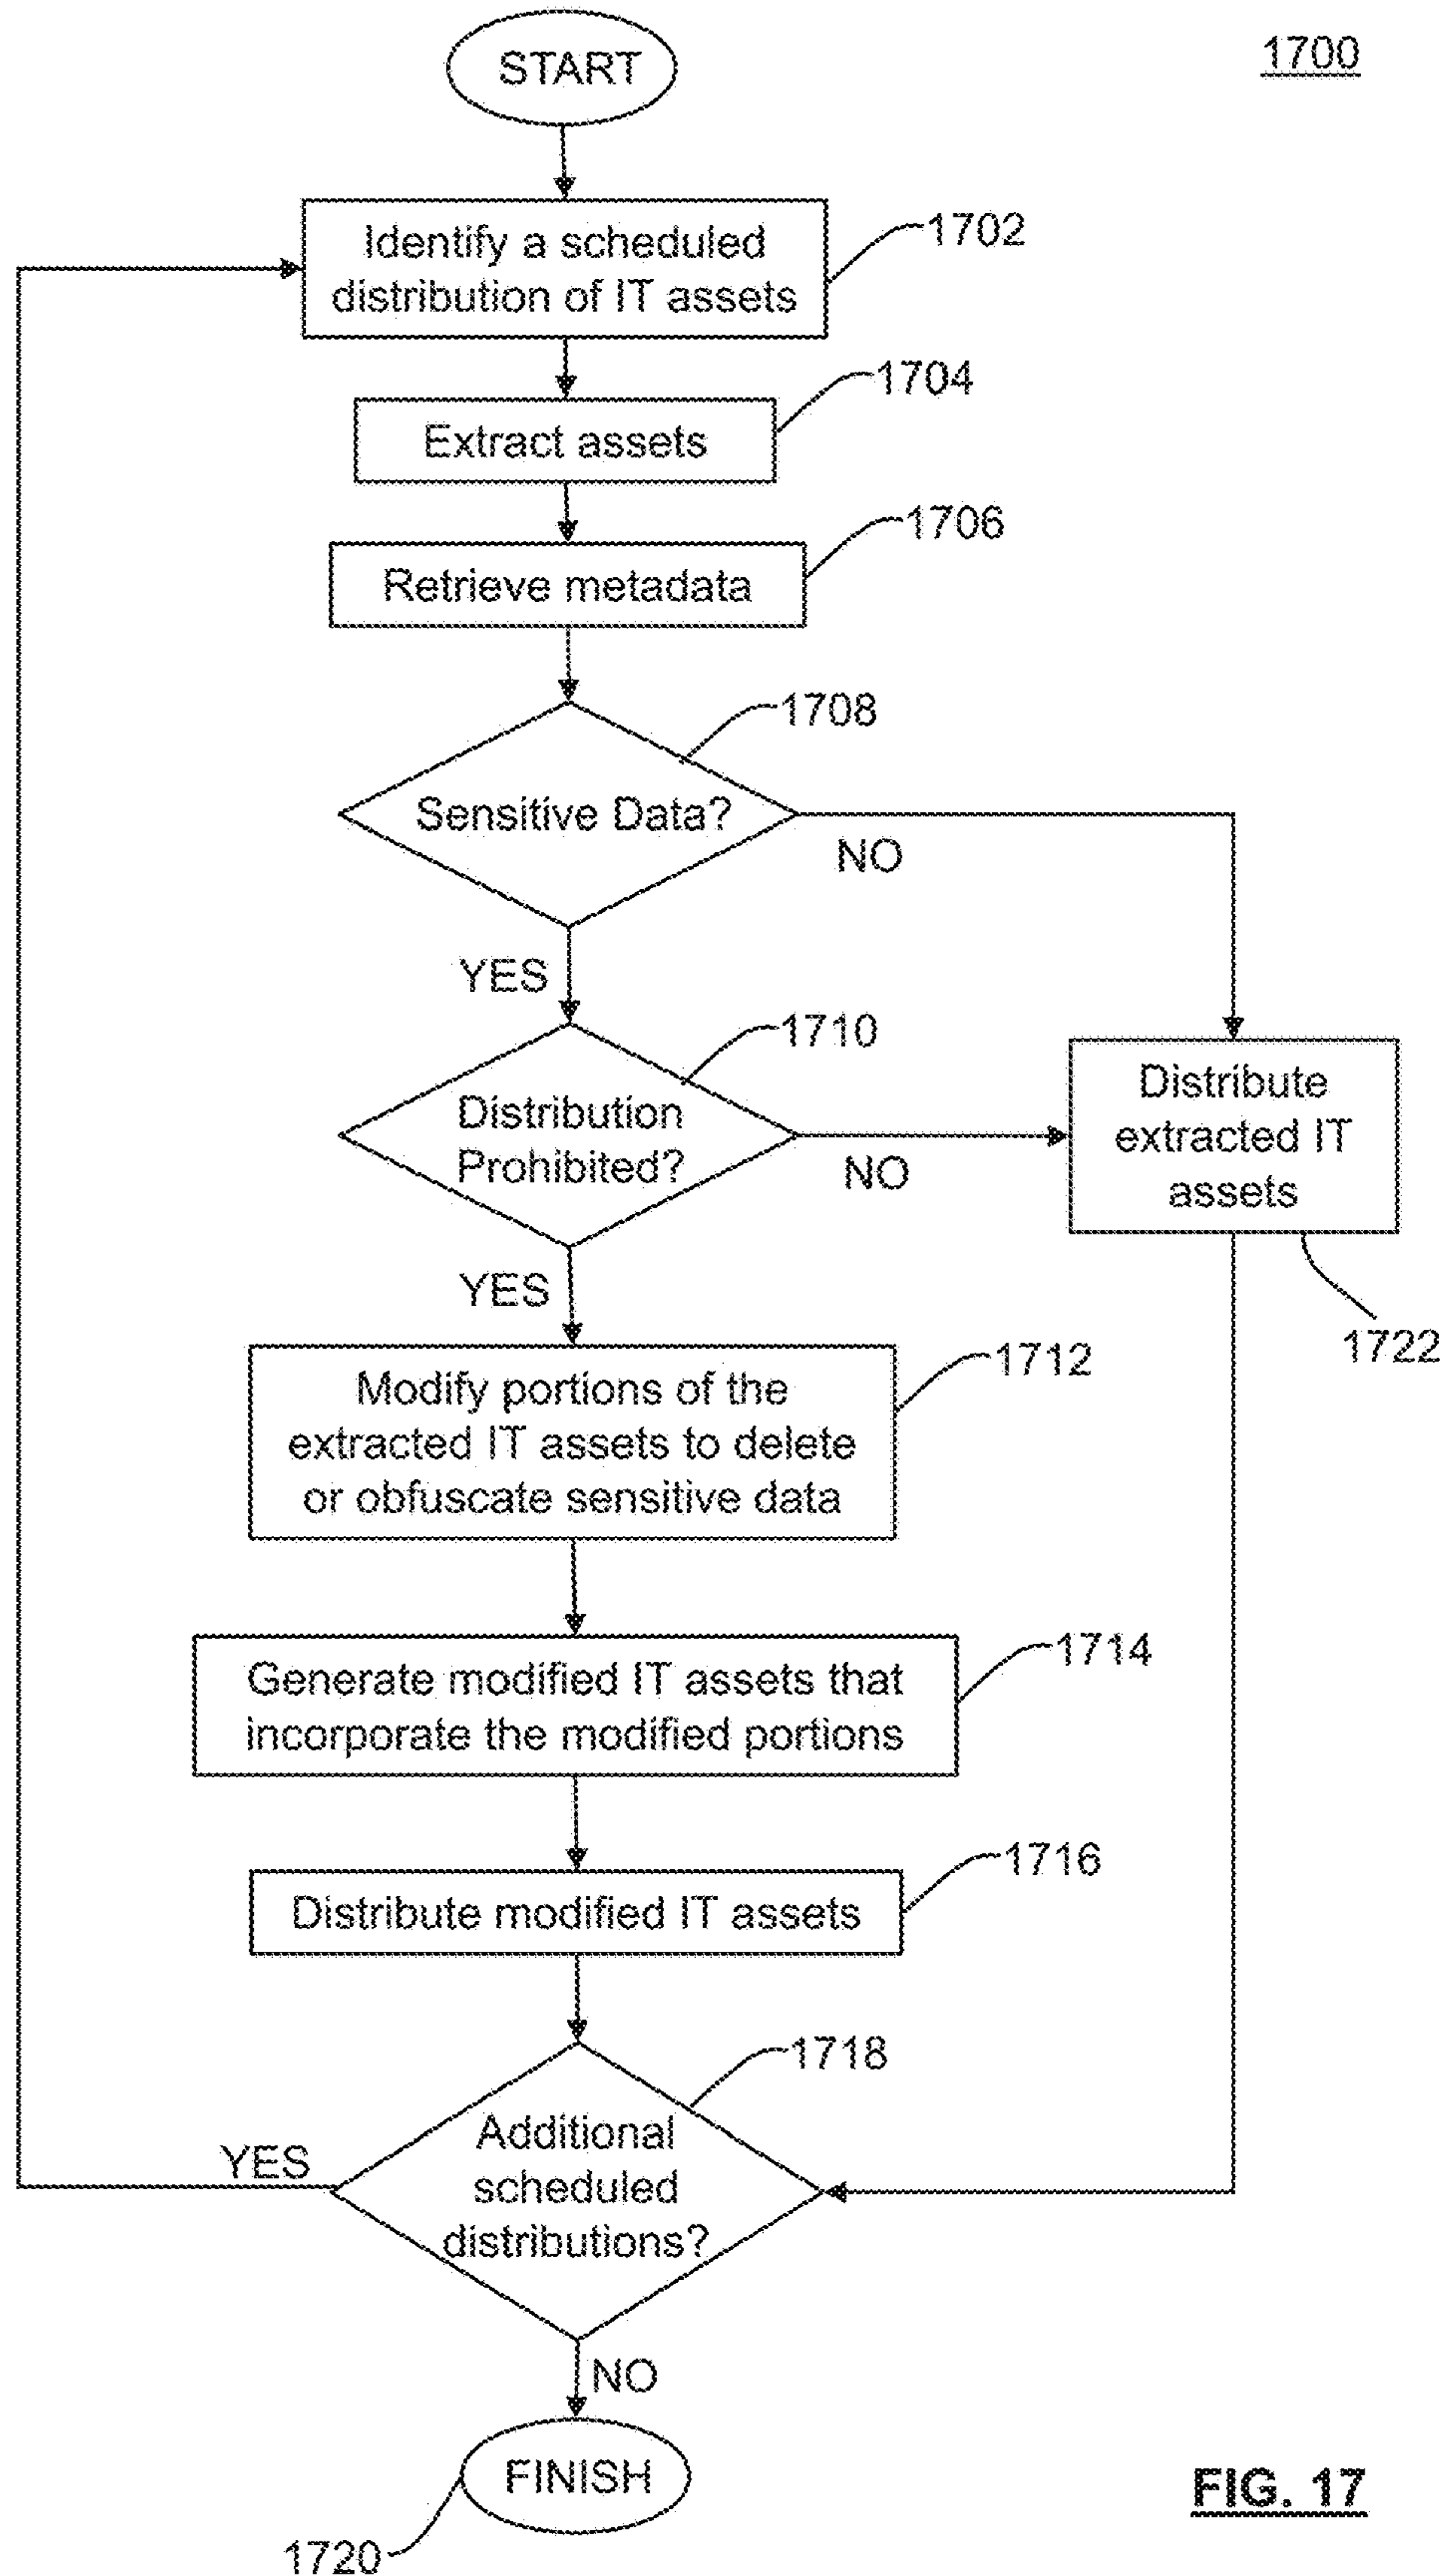 START
1700
Identify a scheduled
distribution of IT assets
1702
Extract assets
1704
Retrieve metadata
1706
Sensitive Data?
1708
NO
YES
Distribution
Prohibited?
1710
NO
YES
Distribute
extracted IT
assets
1722
Modify portions of the
extracted IT assets to delete
or obfuscate sensitive data
1712
Generate modified IT assets that
incorporate the modified portions
1714
Distribute modified IT assets
1716
Additional
scheduled
distributions?
1718
YES
NO
FINISH
1720
FIG. 17